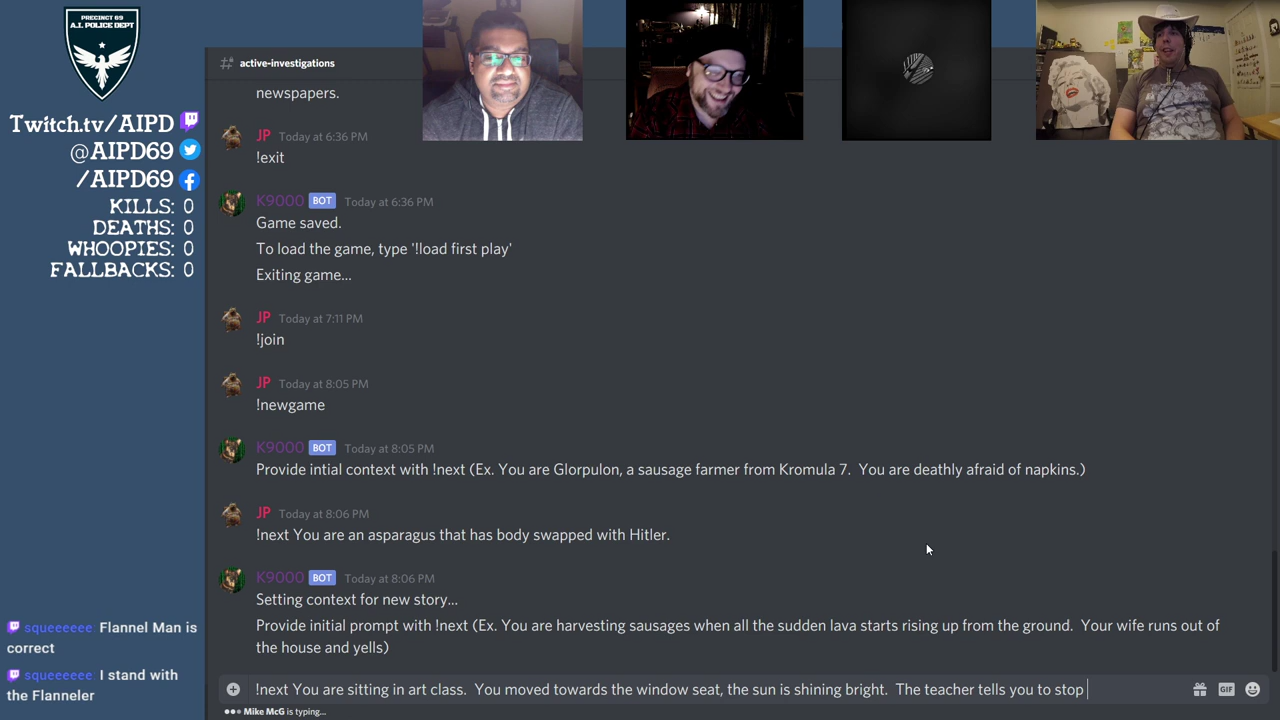 PRECINCT 69
A.I. POLICE DEPT
Twitch.tv/AIPD
@AIPD69
/AIPD69
KILLS: 0
DEATHS: 0
WHOOPIES: 0
FALLBACKS: 0
squeeeeee Flannel Man is
correct
squeeeeee I stand with
the Flanneler
active-investigations
newspapers.
JP Today at 6:36 PM
!exit
K9000 BOT Today at 6:36 PM
Game saved.
To load the game, type '!load first play'
Exiting game...
JP Today at 7:11 PM
!join
JP Today at 8:05 PM
!newgame
K9000 BOT Today at 8:05 PM
Provide intial context with !next (Ex. You are Glorpulon, a sausage farmer from Kromula 7.  You are deathly afraid of napkins.)
JP Today at 8:06 PM
!next You are an asparagus that has body swapped with Hitler.
K9000 BOT Today at 8:06 PM
Setting context for new story...
Provide initial prompt with !next (Ex. You are harvesting sausages when all the sudden lava starts rising up from the ground.  Your wife runs out of
the house and yells)
!next You are sitting in art class.  You moved towards the window seat, the sun is shining bright.  The teacher tells you to stop
GIF
Mike McG is typing...